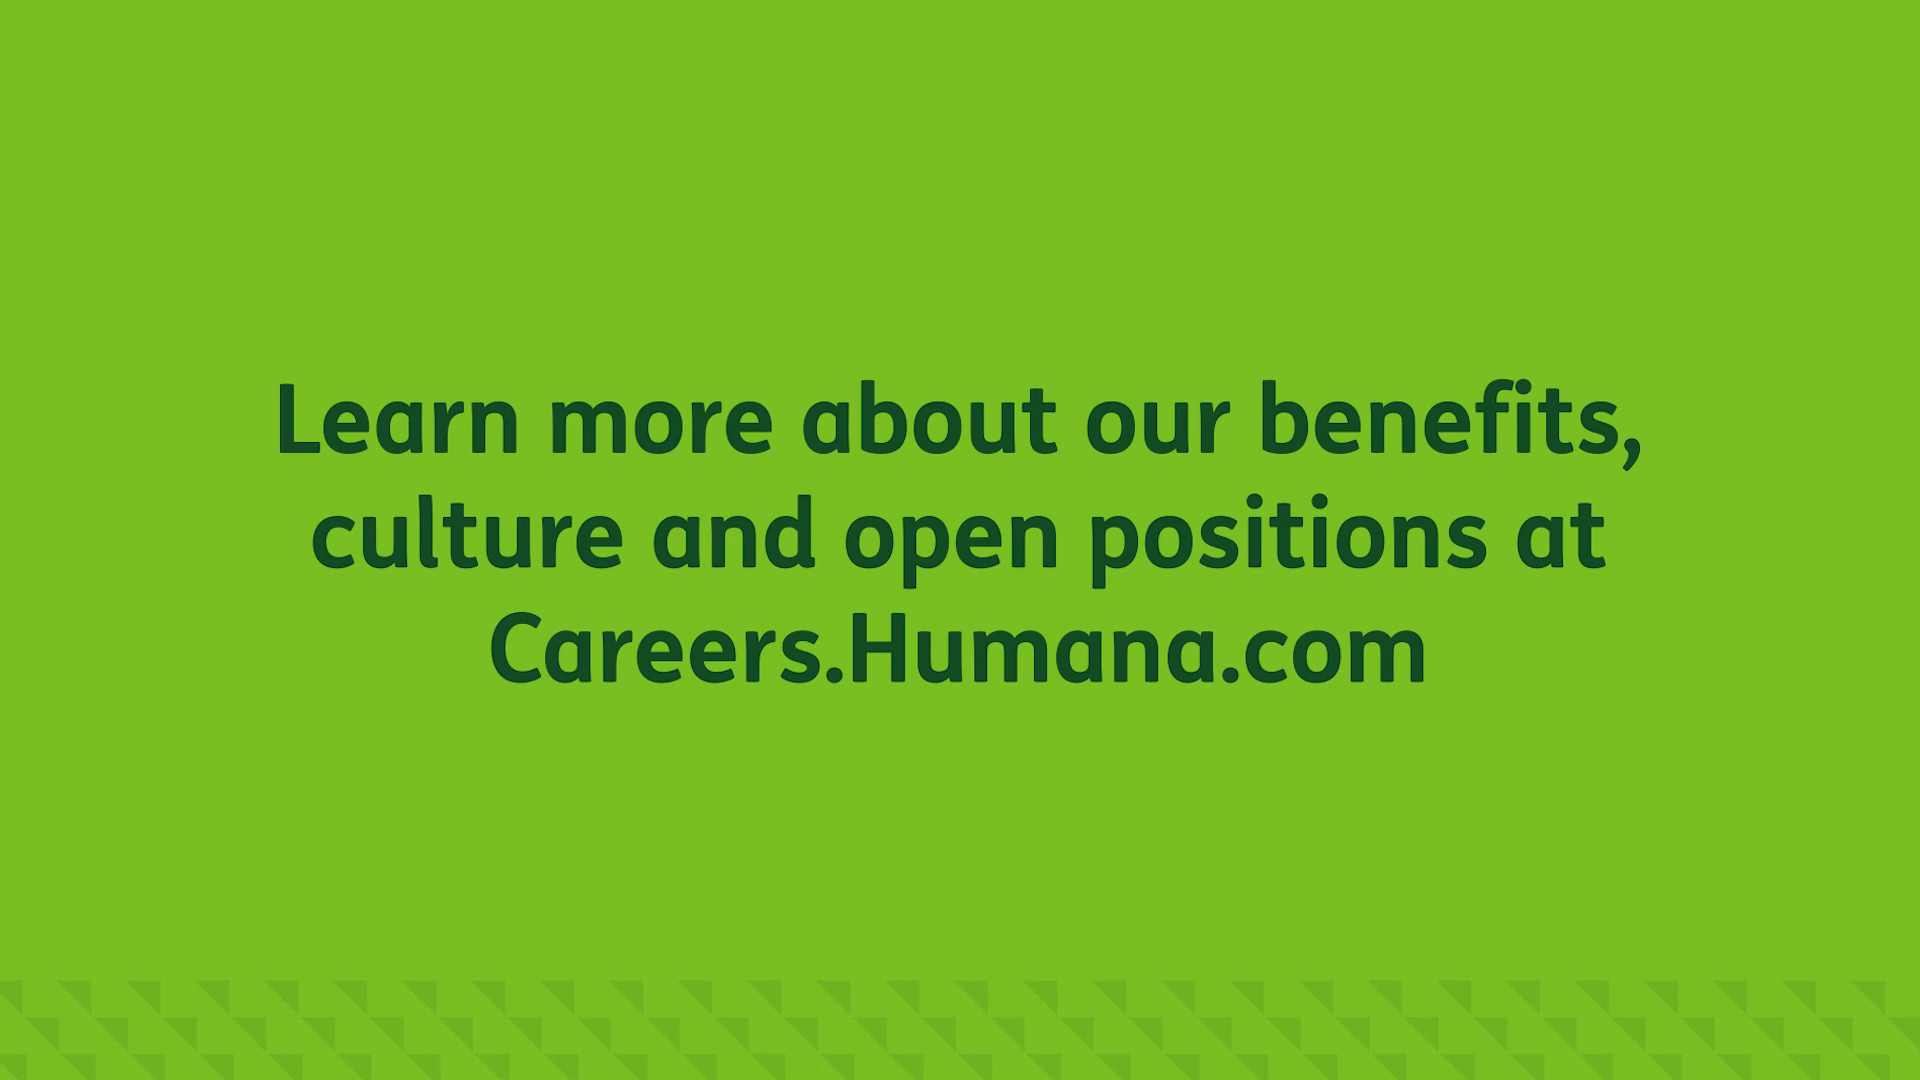 Learn more about our benefits,
culture and open positions at
Careers.Humana.com